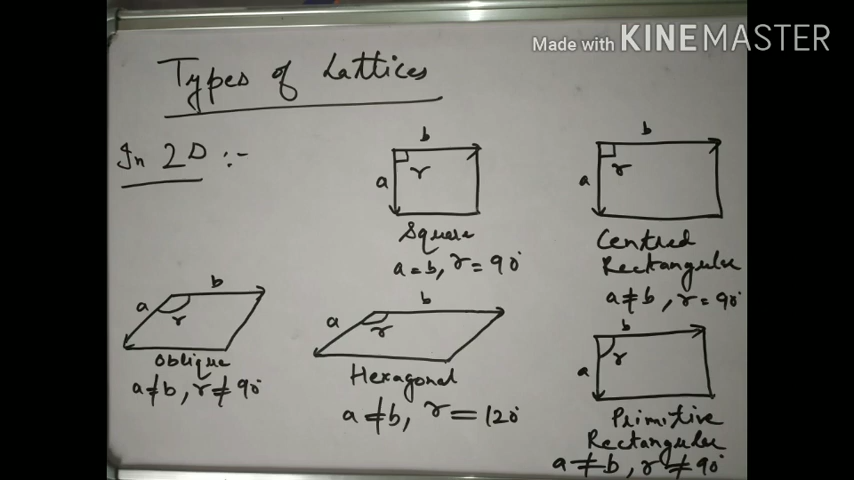 Made with KINEMASTER
Types of Lattices
In 2D :-
b
a
γ
Square
a = b, γ = 90°
b
a
γ
Centred
Rectangular
a ≠ b, γ = 90°
b
a
γ
Oblique
a ≠ b, γ ≠ 90°
b
a
γ
Hexagonal
a ≠ b, γ = 120°
b
a
γ
Primitive
Rectangular
a ≠ b, γ ≠ 90°